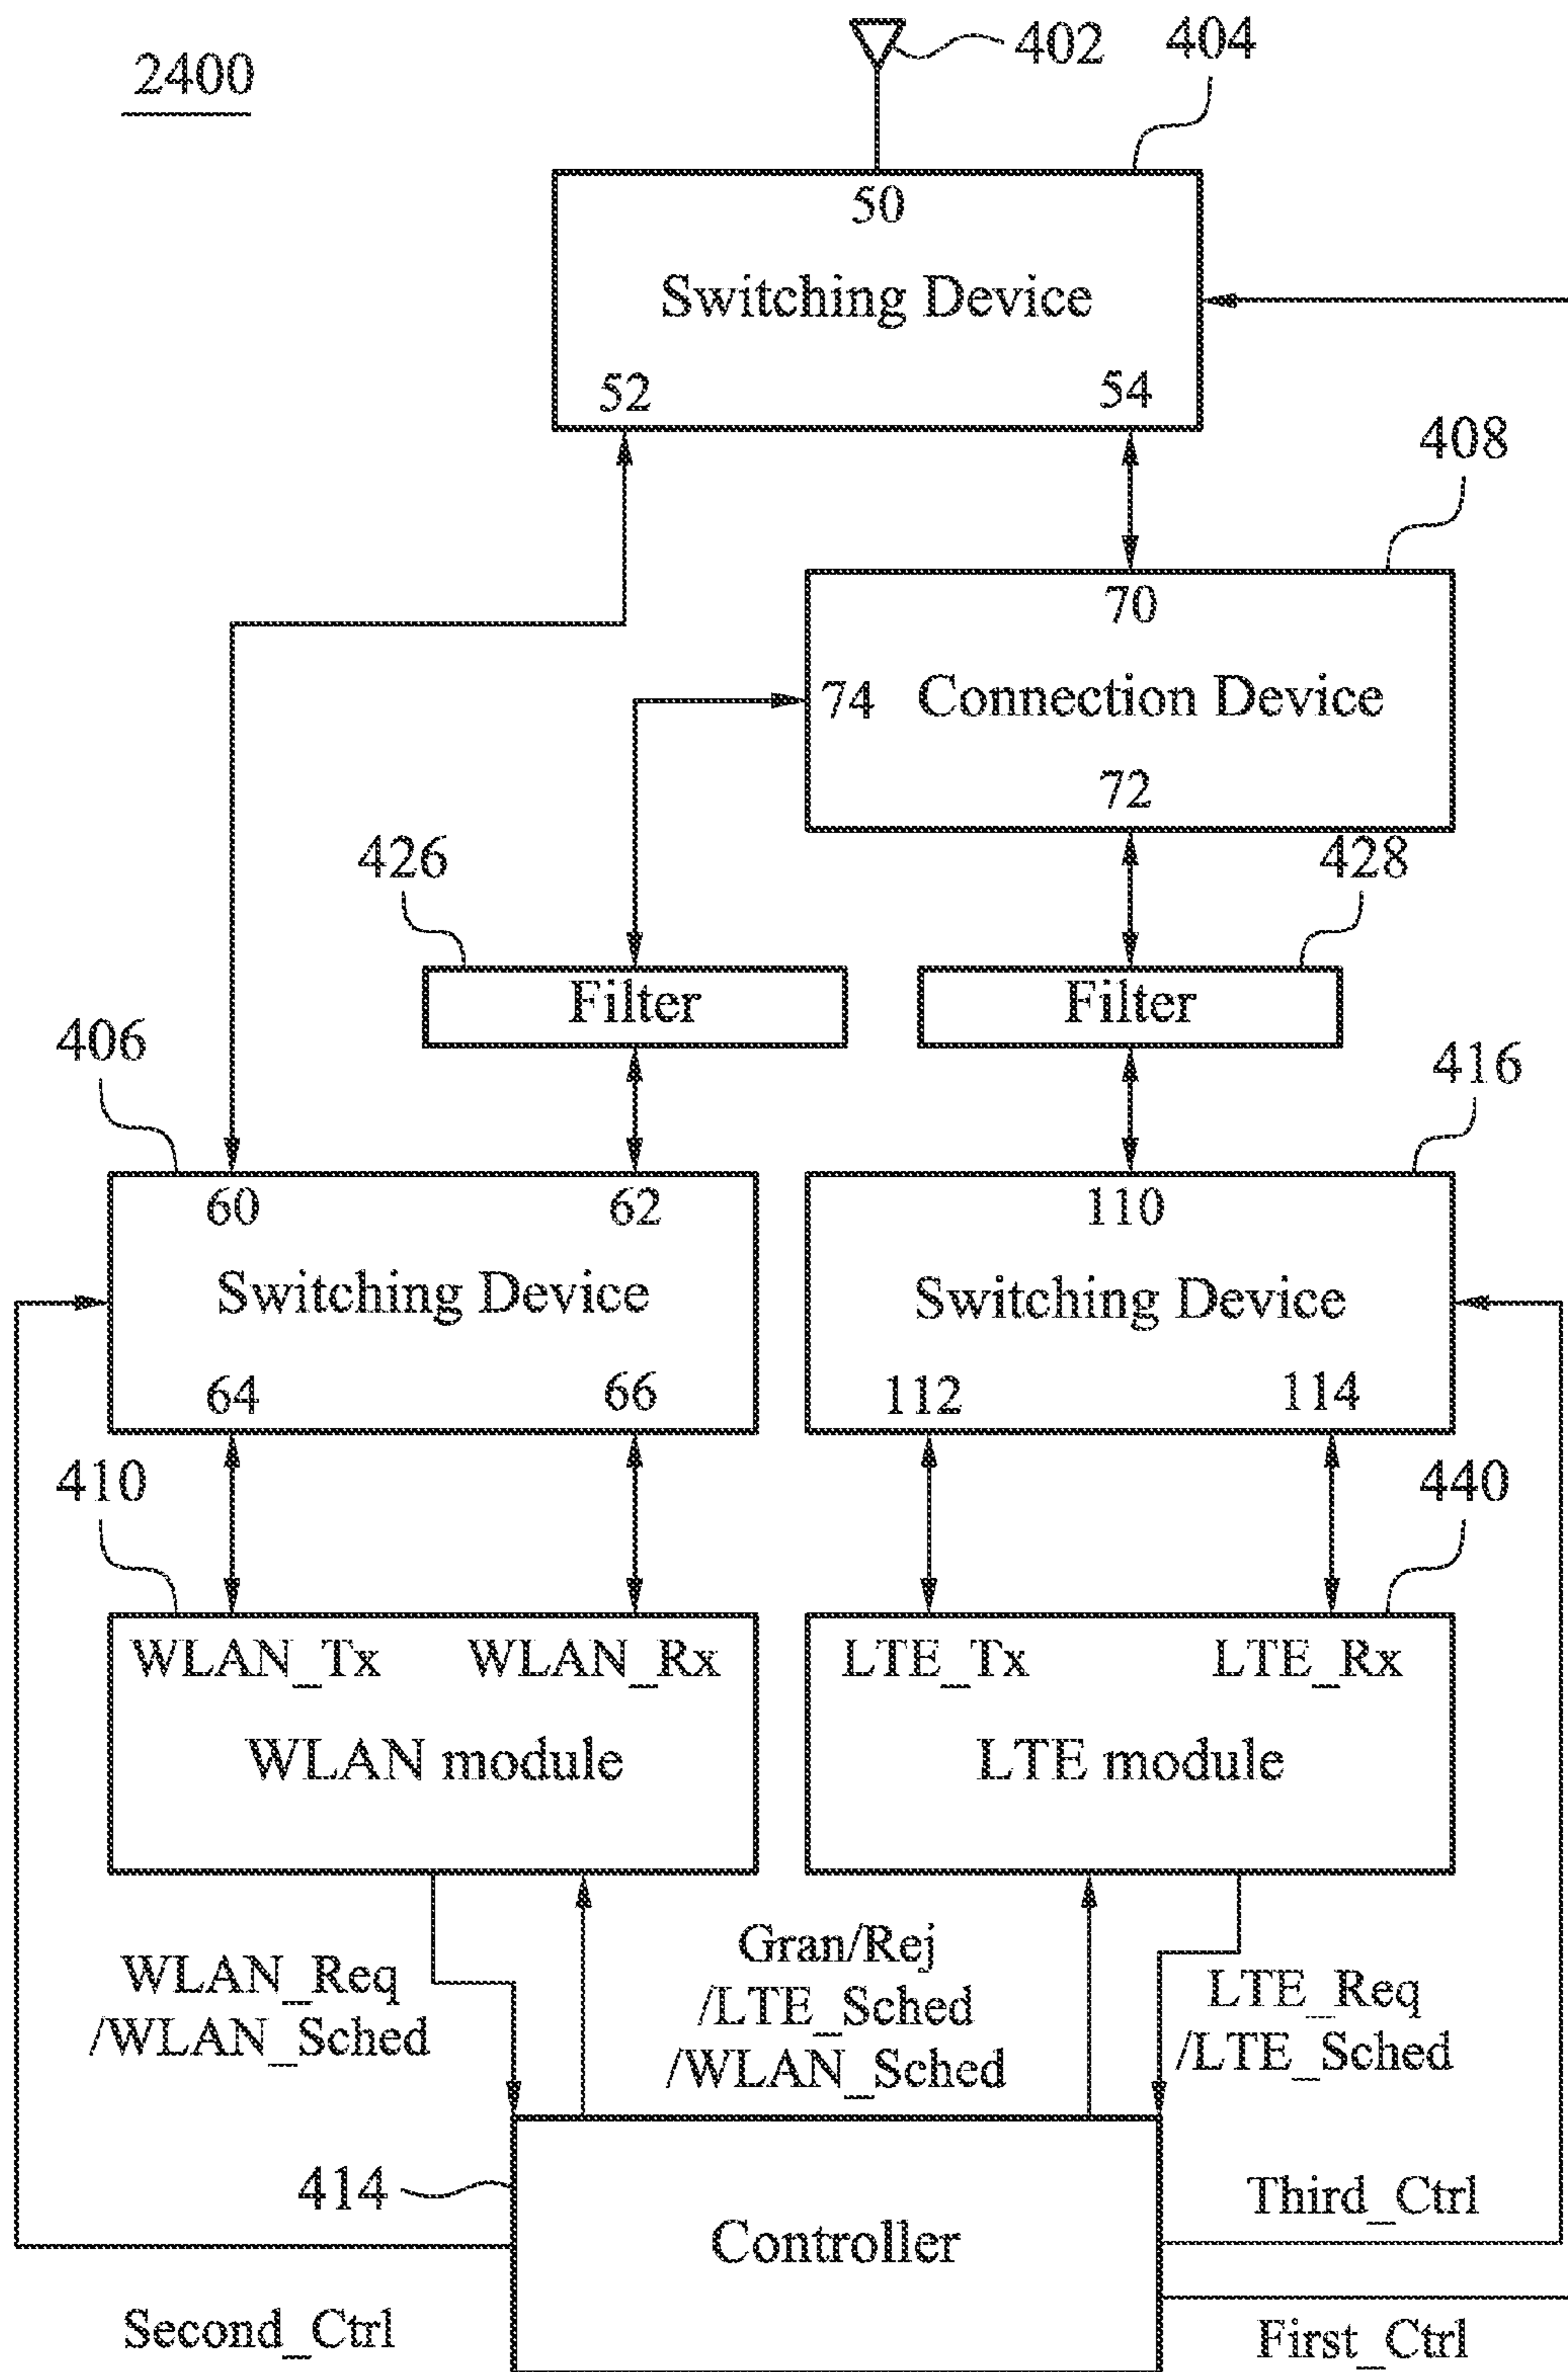 2400
402
404
50
Switching Device
52
54
408
70
74
Connection Device
72
426
428
Filter
Filter
406
416
60
62
110
Switching Device
Switching Device
64
66
112
114
410
440
WLAN_Tx
WLAN_Rx
LTE_Tx
LTE_Rx
WLAN module
LTE module
WLAN_Req
/WLAN_Sched
Gran/Rej
/LTE_Sched
/WLAN_Sched
LTE_Req
/LTE_Sched
414
Controller
Third_Ctrl
Second_Ctrl
First_Ctrl